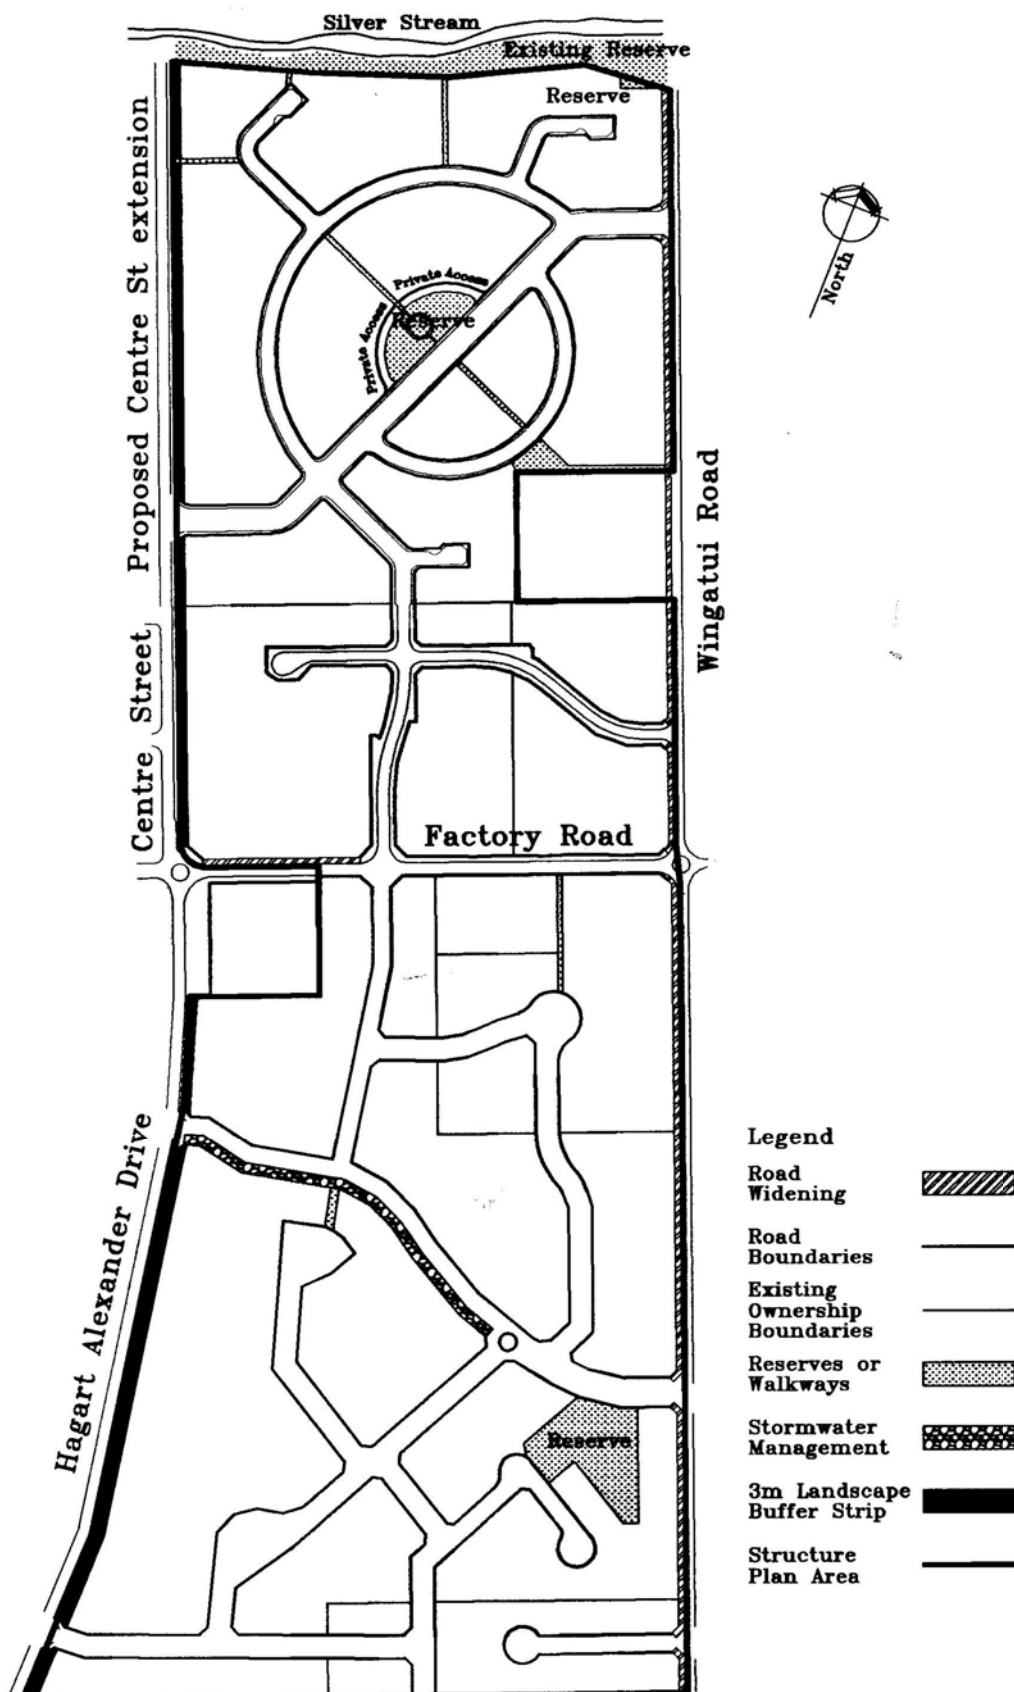 Silver Stream
Existing Reserve
Reserve
Proposed Centre St extension
Private Access
Private Access
Reserve
North
Wingatui Road
Centre Street
Factory Road
Hagart Alexander Drive
Reserve
Legend
Road
Widening
Road
Boundaries
Existing
Ownership
Boundaries
Reserves or
Walkways
Stormwater
Management
3m Landscape
Buffer Strip
Structure
Plan Area